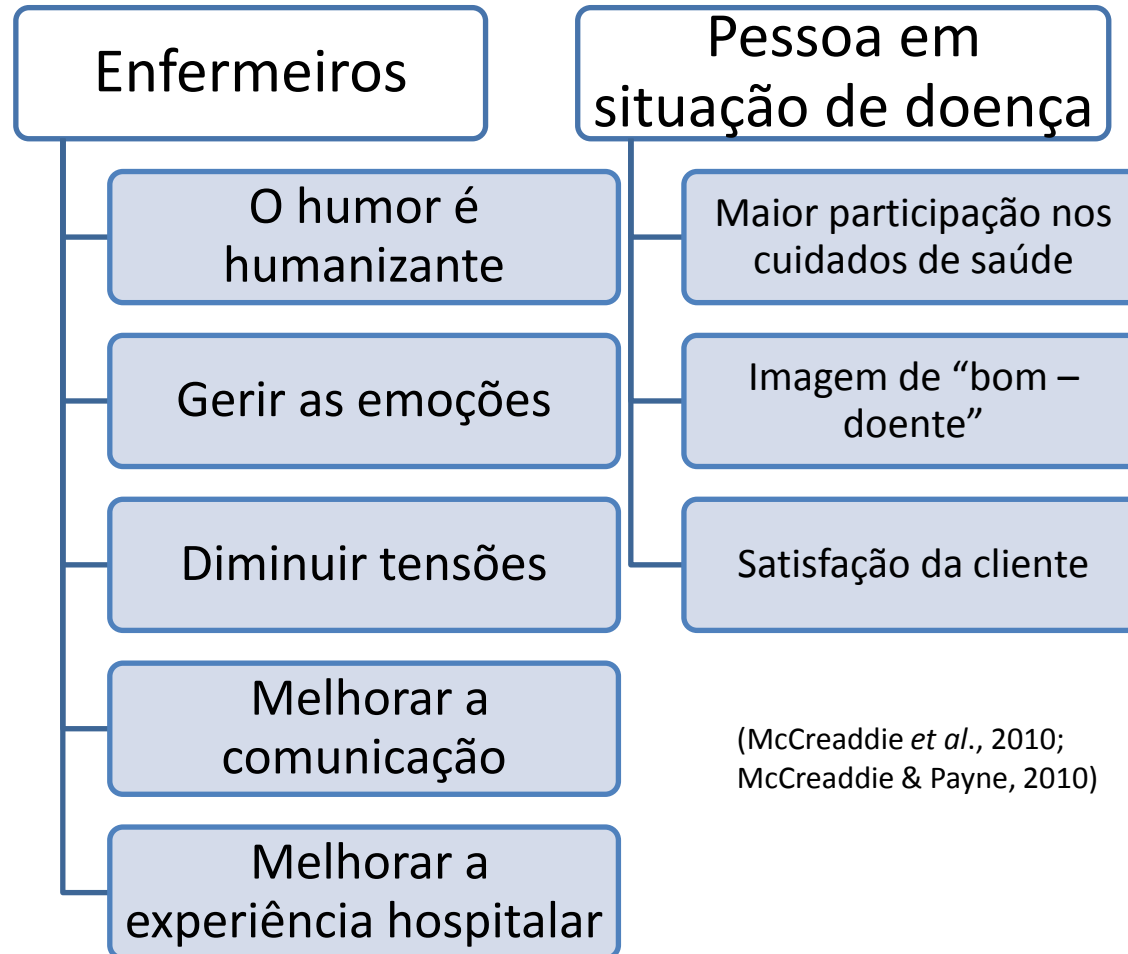 Enfermeiros
O humor é
humanizante
Gerir as emoções
Diminuir tensões
Melhorar a
comunicação
Melhorar a
experiência hospitalar
Pessoa em
situação de doença
Maior participação nos
cuidados de saúde
Imagem de “bom –
doente”
Satisfação da cliente
(McCreaddie et al., 2010;
McCreaddie & Payne, 2010)